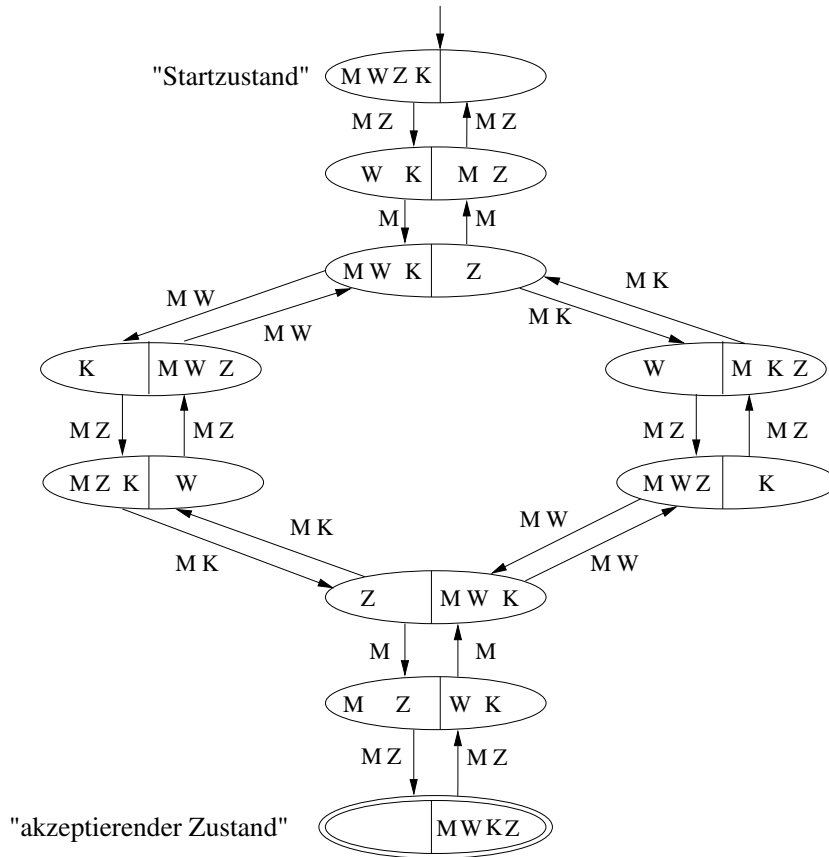 "Startzustand" M W Z K
M Z M Z
W K M Z
M M
M W K Z
M W M K
M W M K
K M W Z W M K Z
M Z M Z M Z M Z
M Z K W M W Z K
M K M W
M K M W
Z M W K
M M
M Z W K
M Z M Z
"akzeptierender Zustand" M W K Z